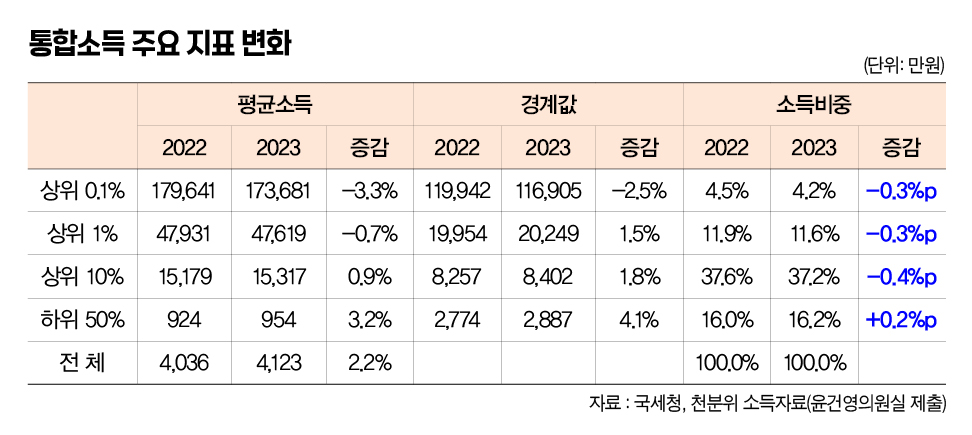 통합소득 주요 지표 변화
(단위: 만원)
평균소득 경계값 소득비중
2022 2023 증감 2022 2023 증감 2022 2023 증감
상위 0.1% 179,641 173,681 −3.3% 119,942 116,905 −2.5% 4.5% 4.2% −0.3%p
상위 1% 47,931 47,619 −0.7% 19,954 20,249 1.5% 11.9% 11.6% −0.3%p
상위 10% 15,179 15,317 0.9% 8,257 8,402 1.8% 37.6% 37.2% −0.4%p
하위 50% 924 954 3.2% 2,774 2,887 4.1% 16.0% 16.2% +0.2%p
전 체 4,036 4,123 2.2% 100.0% 100.0%
자료 : 국세청, 천분위 소득자료(윤건영의원실 제출)